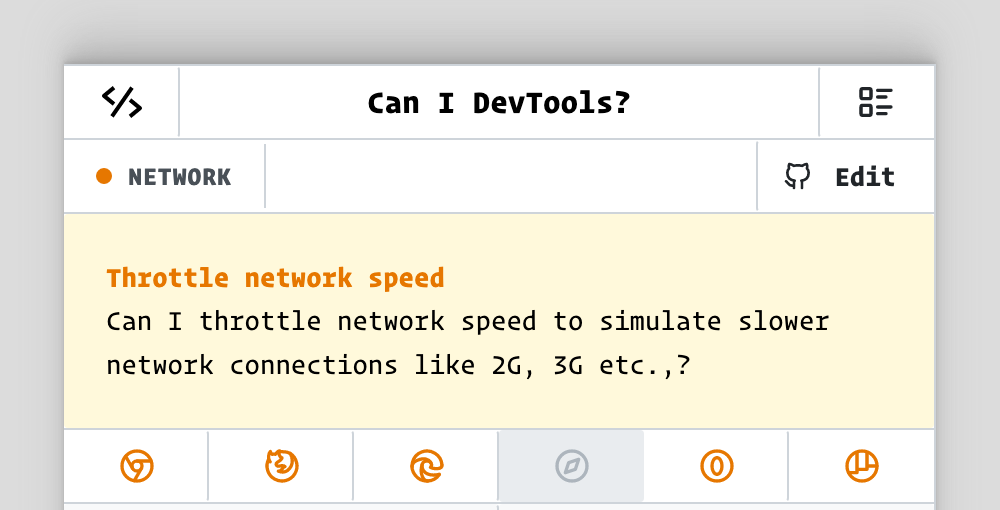 Can I DevTools?
NETWORK
Edit
Throttle network speed
Can I throttle network speed to simulate slower
network connections like 2G, 3G etc.,?